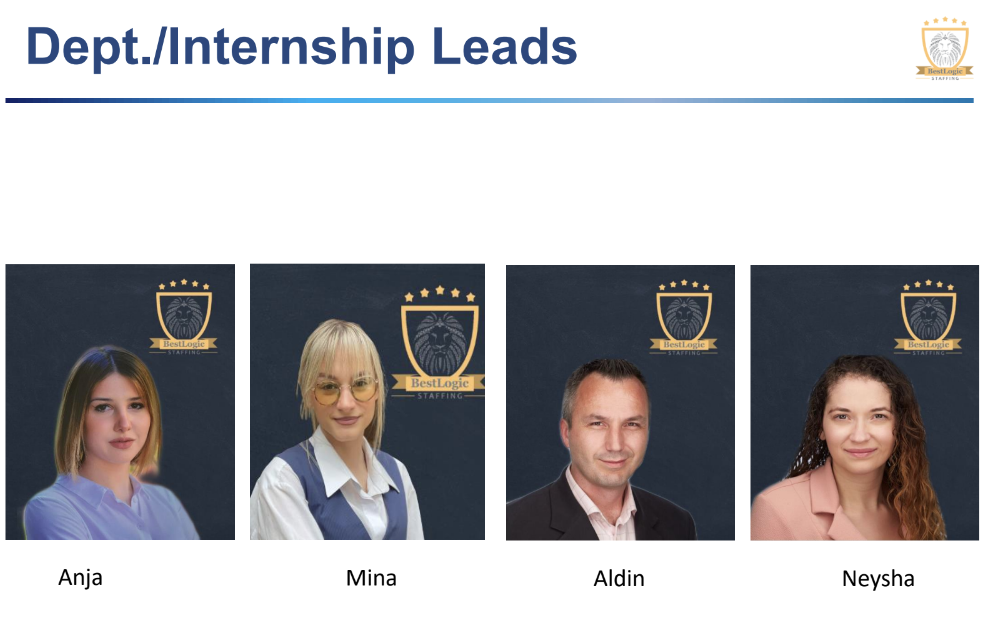 Dept./Internship Leads
BestLogic
STAFFING
BestLogic
STAFFING
BestLogic
STAFFING
BestLogic
STAFFING
BestLogic
STAFFING
Anja
Mina
Aldin
Neysha